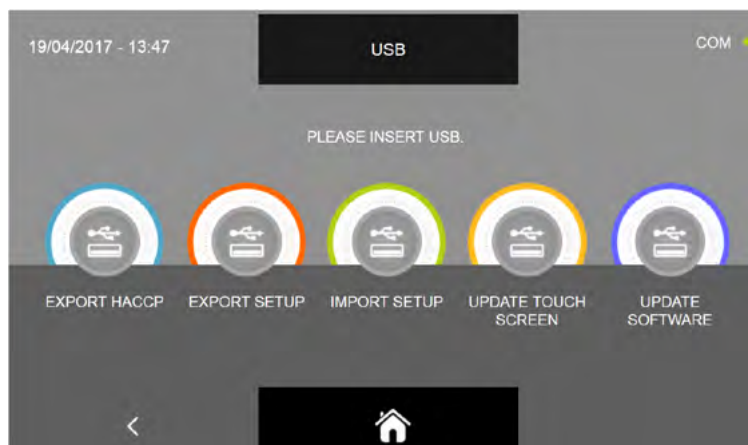 19/04/2017 - 13:47
USB
COM
PLEASE INSERT USB.
EXPORT HACCP
EXPORT SETUP
IMPORT SETUP
UPDATE TOUCH
SCREEN
UPDATE
SOFTWARE